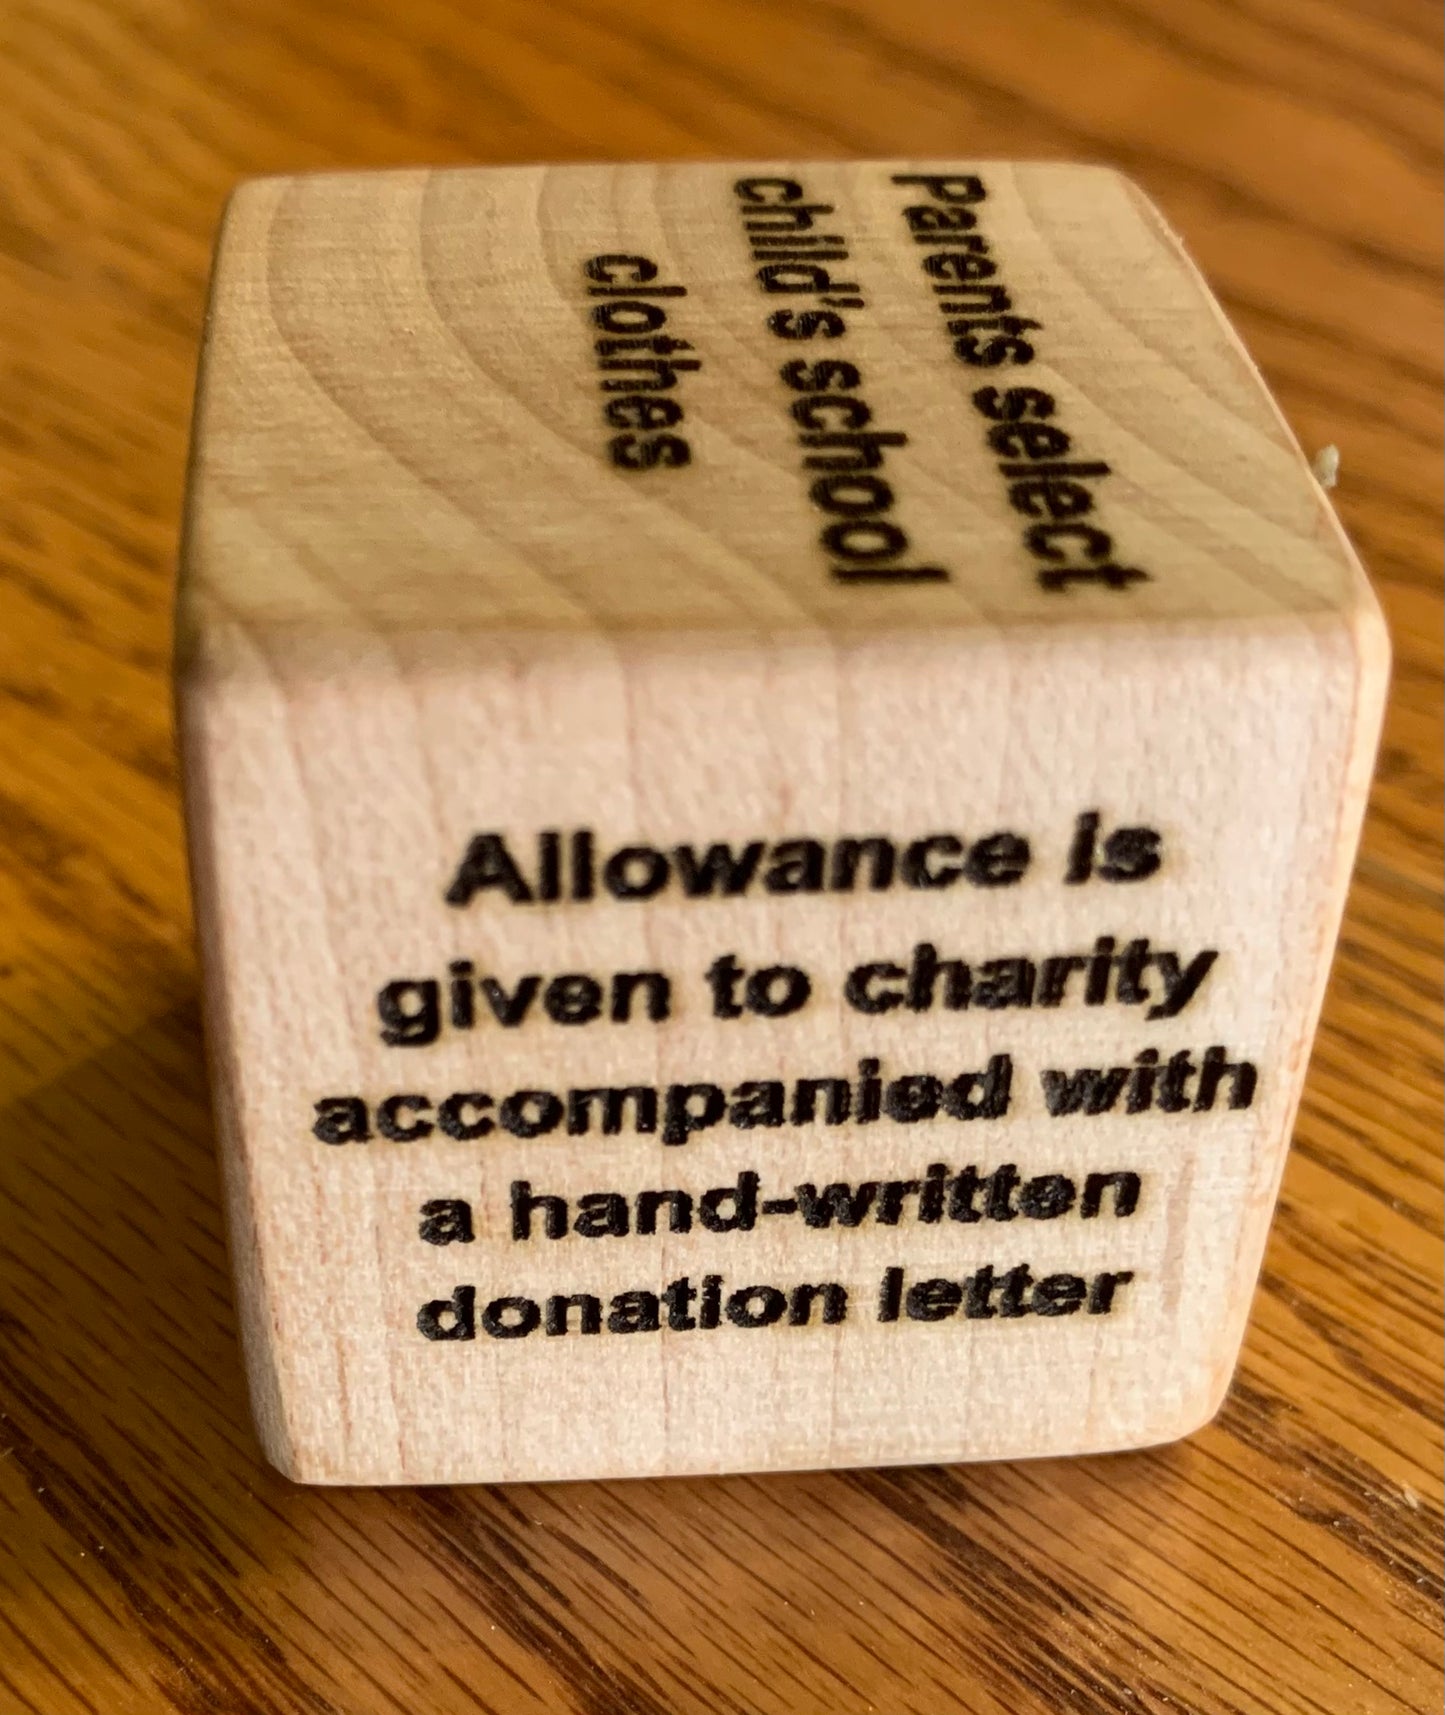 Parents select
child's school
clothes
Allowance is
given to charity
accompanied with
a hand-written
donation letter